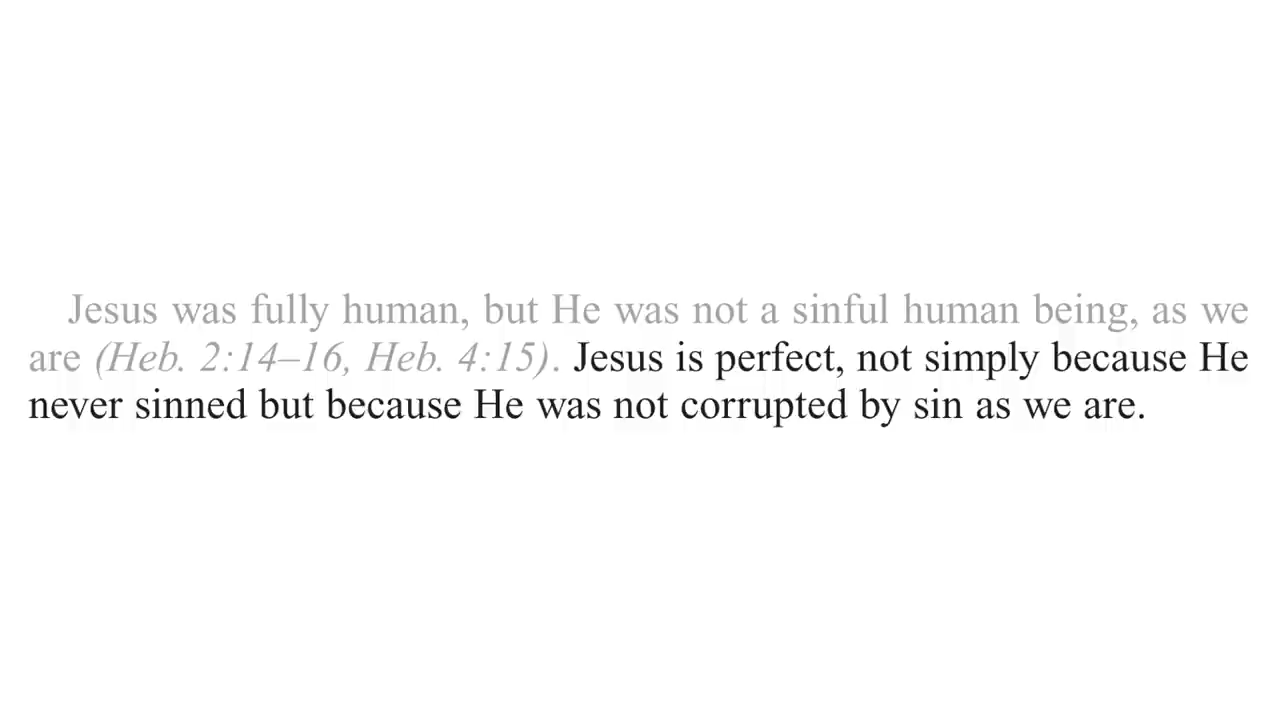 Jesus was fully human, but He was not a sinful human being, as we
are (Heb. 2:14–16, Heb. 4:15). Jesus is perfect, not simply because He
never sinned but because He was not corrupted by sin as we are.